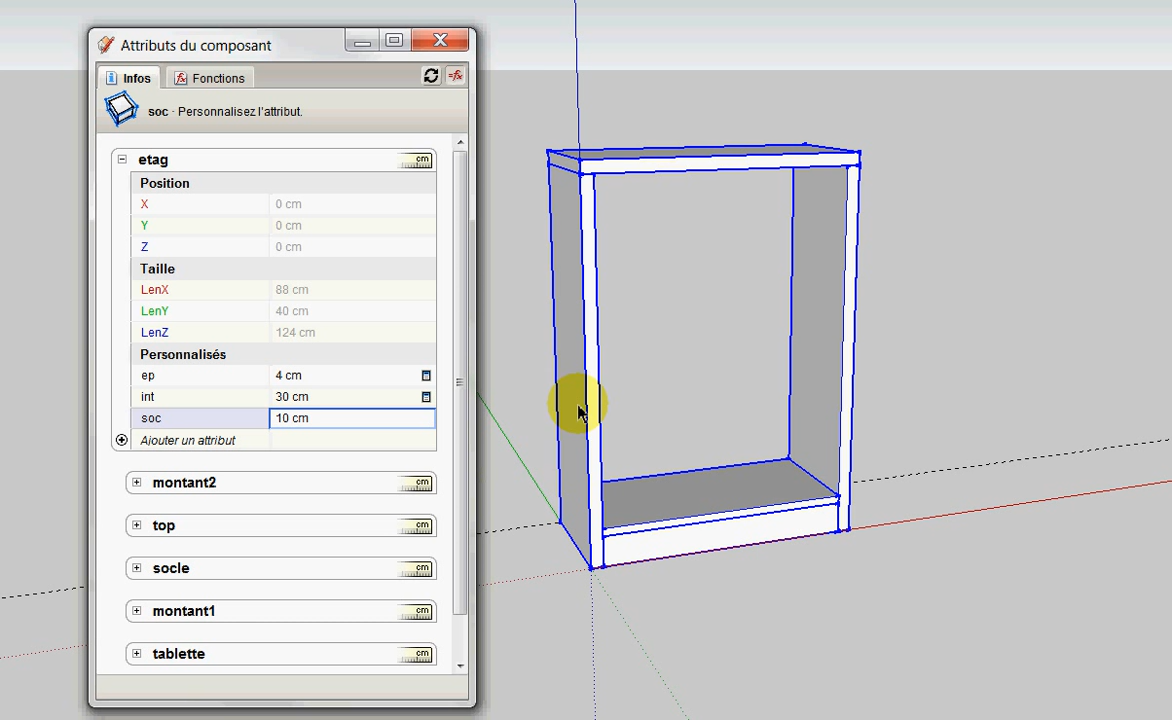 Attributs du composant
Infos
Fonctions
soc - Personnalisez l'attribut.
etag cm
Position
X 0 cm
Y 0 cm
Z 0 cm
Taille
LenX 88 cm
LenY 40 cm
LenZ 124 cm
Personnalisés
ep 4 cm
int 30 cm
soc 10 cm
Ajouter un attribut
montant2 cm
top cm
socle cm
montant1 cm
tablette cm